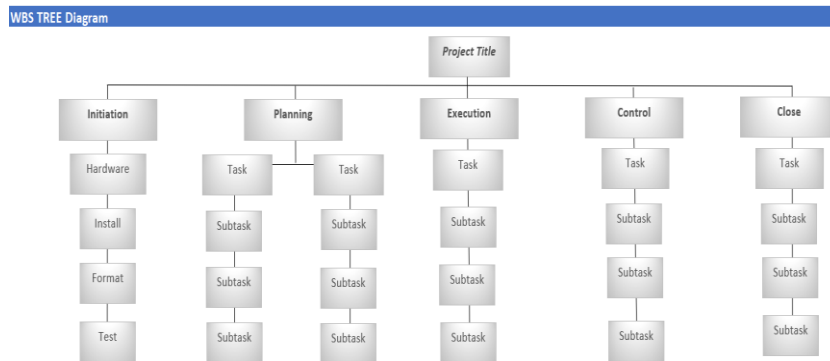 WBS TREE Diagram
Project Title
Initiation
Planning
Execution
Control
Close
Hardware
Task
Task
Task
Task
Task
Install
Subtask
Subtask
Subtask
Subtask
Subtask
Format
Subtask
Subtask
Subtask
Subtask
Subtask
Test
Subtask
Subtask
Subtask
Subtask
Subtask